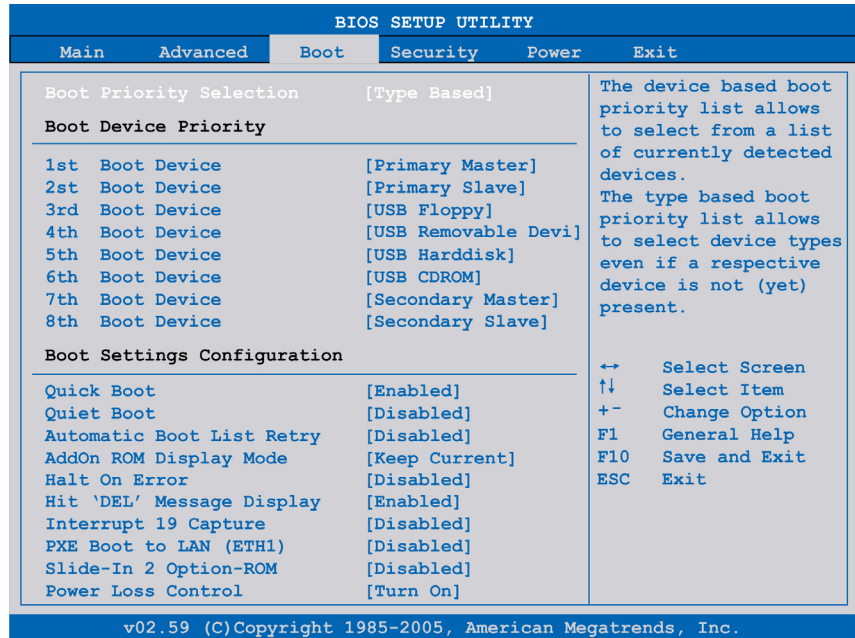 BIOS SETUP UTILITY
Main Advanced Boot Security Power Exit
Boot Priority Selection [Type Based]
Boot Device Priority
1st Boot Device [Primary Master]
2st Boot Device [Primary Slave]
3rd Boot Device [USB Floppy]
4th Boot Device [USB Removable Devi]
5th Boot Device [USB Harddisk]
6th Boot Device [USB CDROM]
7th Boot Device [Secondary Master]
8th Boot Device [Secondary Slave]
Boot Settings Configuration
Quick Boot [Enabled]
Quiet Boot [Disabled]
Automatic Boot List Retry [Disabled]
AddOn ROM Display Mode [Keep Current]
Halt On Error [Disabled]
Hit ‘DEL’ Message Display [Enabled]
Interrupt 19 Capture [Disabled]
PXE Boot to LAN (ETH1) [Disabled]
Slide-In 2 Option-ROM [Disabled]
Power Loss Control [Turn On]
The device based boot
priority list allows
to select from a list
of currently detected
devices.
The type based boot
priority list allows
to select device types
even if a respective
device is not (yet)
present.
↔ Select Screen
↑↓ Select Item
+- Change Option
F1 General Help
F10 Save and Exit
ESC Exit
v02.59 (C)Copyright 1985-2005, American Megatrends, Inc.